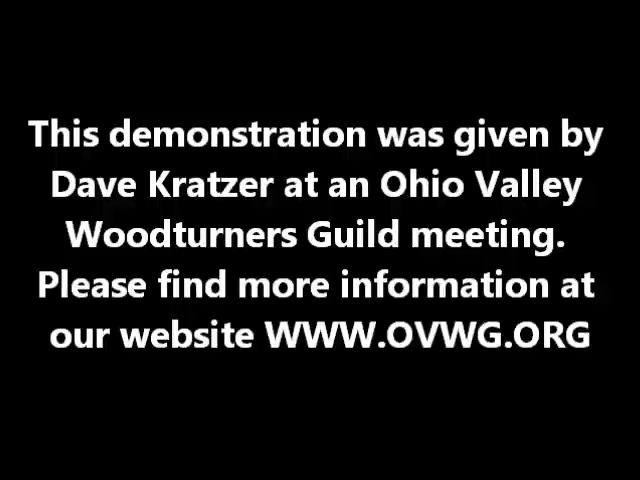 This demonstration was given by
Dave Kratzer at an Ohio Valley
Woodturners Guild meeting.
Please find more information at
our website WWW.OVWG.ORG